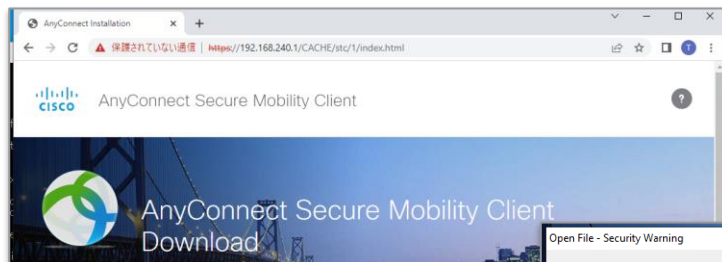 AnyConnect Installation
保護されていない通信 | https://192.168.240.1/CACHE/stc/1/index.html
T
CISCO AnyConnect Secure Mobility Client
?
AnyConnect Secure Mobility Client
Download
Open File - Security Warning